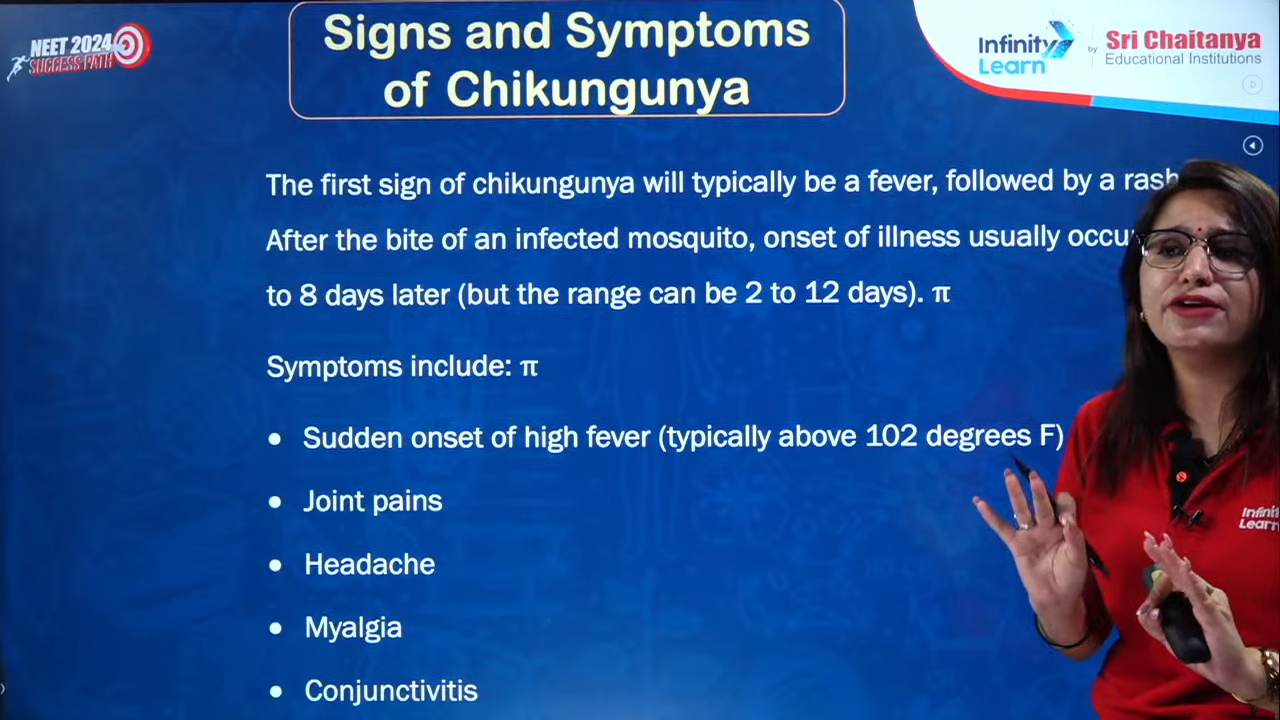 NEET 2024
SUCCESS PATH
Signs and Symptoms
of Chikungunya
Infinity
Learn
by
Sri Chaitanya
Educational Institutions
The first sign of chikungunya will typically be a fever, followed by a rash
After the bite of an infected mosquito, onset of illness usually
to 8 days later (but the range can be 2 to 12 days). π
Symptoms include: π
• Sudden onset of high fever (typically above 102 degrees F)
• Joint pains
• Headache
• Myalgia
• Conjunctivitis
Learn